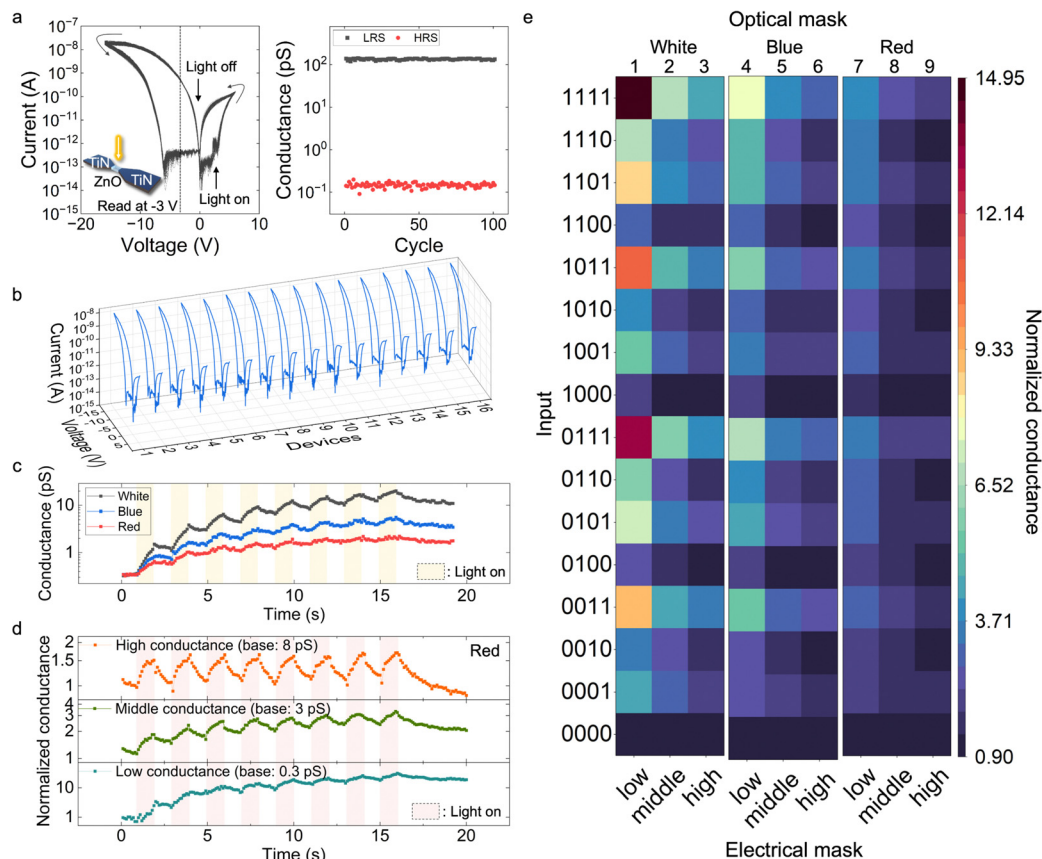 a
Current (A)
10⁻⁷
10⁻⁸
10⁻⁹
10⁻¹⁰
10⁻¹¹
10⁻¹²
10⁻¹³
10⁻¹⁴
10⁻¹⁵
Light off
Light on
TiN
ZnO
TiN
Read at -3 V
−20 −10 0 10
Voltage (V)
Conductance (pS)
10³
10²
10¹
10⁰
10⁻¹
LRS HRS
0 50 100
Cycle
b
Current (A)
10⁻⁸
10⁻⁹
10⁻¹⁰
10⁻¹¹
10⁻¹²
10⁻¹³
10⁻¹⁴
10⁻¹⁵
Voltage (V)
-15
-10
-5
0
5
1 2 3 4 5 6 7 8 9 10 11 12 13 14 15 16
Devices
c
Conductance (pS)
10
1
White
Blue
Red
: Light on
0 5 10 15 20
Time (s)
d
Normalized conductance
2
1.5
1
High conductance (base: 8 pS)
Red
4
3
2
1
Middle conductance (base: 3 pS)
10
1
Low conductance (base: 0.3 pS)
: Light on
0 5 10 15 20
Time (s)
e
Optical mask
White Blue Red
1 2 3 4 5 6 7 8 9
Input
1111
1110
1101
1100
1011
1010
1001
1000
0111
0110
0101
0100
0011
0010
0001
0000
low middle high low middle high low middle high
Electrical mask
14.95
12.14
9.33
6.52
3.71
0.90
Normalized conductance